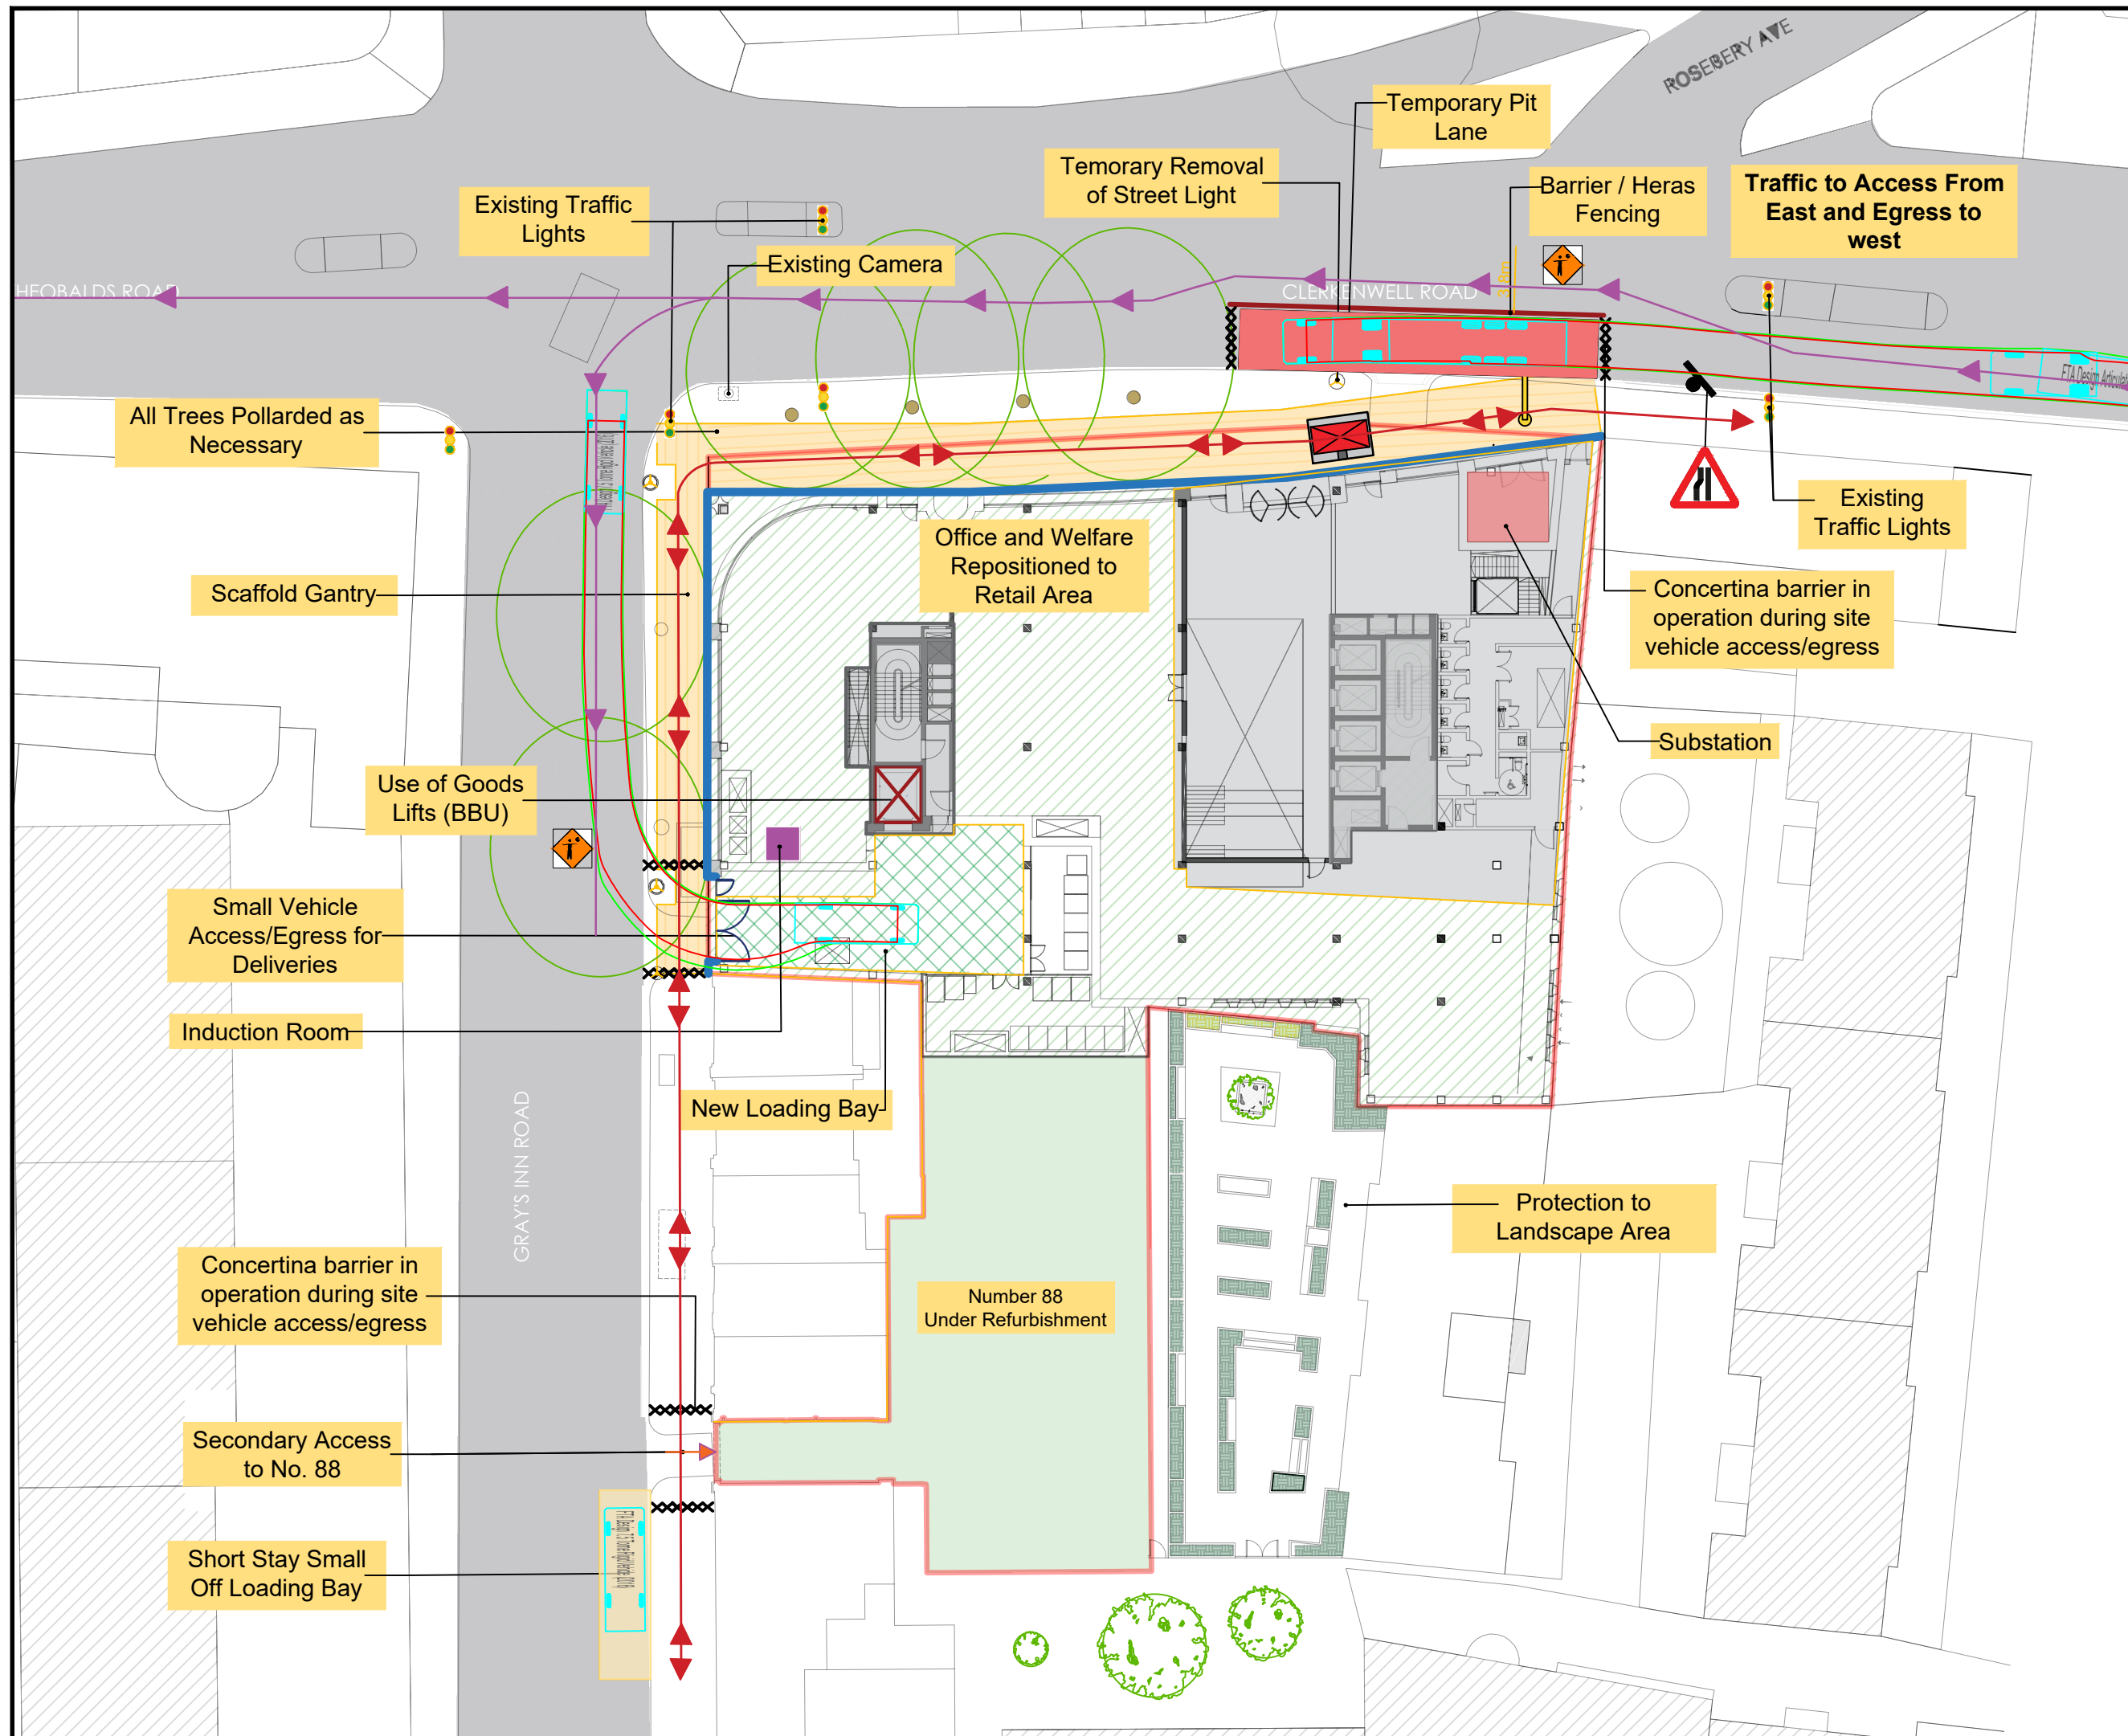 ROSEBERY AVE
Temporary Pit
Lane
Temorary Removal
of Street Light
Barrier / Heras
Fencing
Traffic to Access From
East and Egress to
west
Existing Traffic
Lights
Existing Camera
HEOBALDS ROAD
CLERKENWELL ROAD
FTA Design Articulat
All Trees Pollarded as
Necessary
Existing
Traffic Lights
Office and Welfare
Repositioned to
Retail Area
Scaffold Gantry
Concertina barrier in
operation during site
vehicle access/egress
Substation
Use of Goods
Lifts (BBU)
Small Vehicle
Access/Egress for
Deliveries
Induction Room
New Loading Bay
GRAY'S INN ROAD
Protection to
Landscape Area
Concertina barrier in
operation during site
vehicle access/egress
Number 88
Under Refurbishment
Secondary Access
to No. 88
Short Stay Small
Off Loading Bay